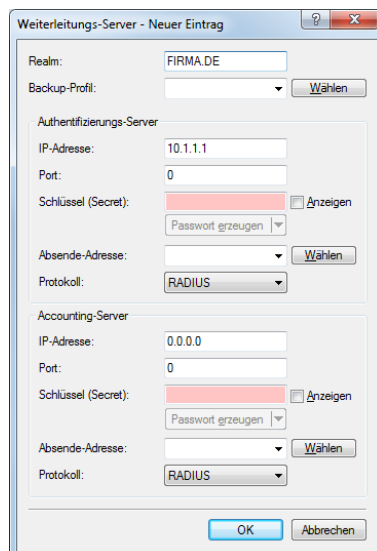 Weiterleitungs-Server - Neuer Eintrag
Realm: FIRMA.DE
Backup-Profil: Wählen
Authentifizierungs-Server
IP-Adresse: 10.1.1.1
Port: 0
Schlüssel (Secret): Anzeigen
Passwort erzeugen
Absende-Adresse: Wählen
Protokoll: RADIUS
Accounting-Server
IP-Adresse: 0.0.0.0
Port: 0
Schlüssel (Secret): Anzeigen
Passwort erzeugen
Absende-Adresse: Wählen
Protokoll: RADIUS
OK Abbrechen